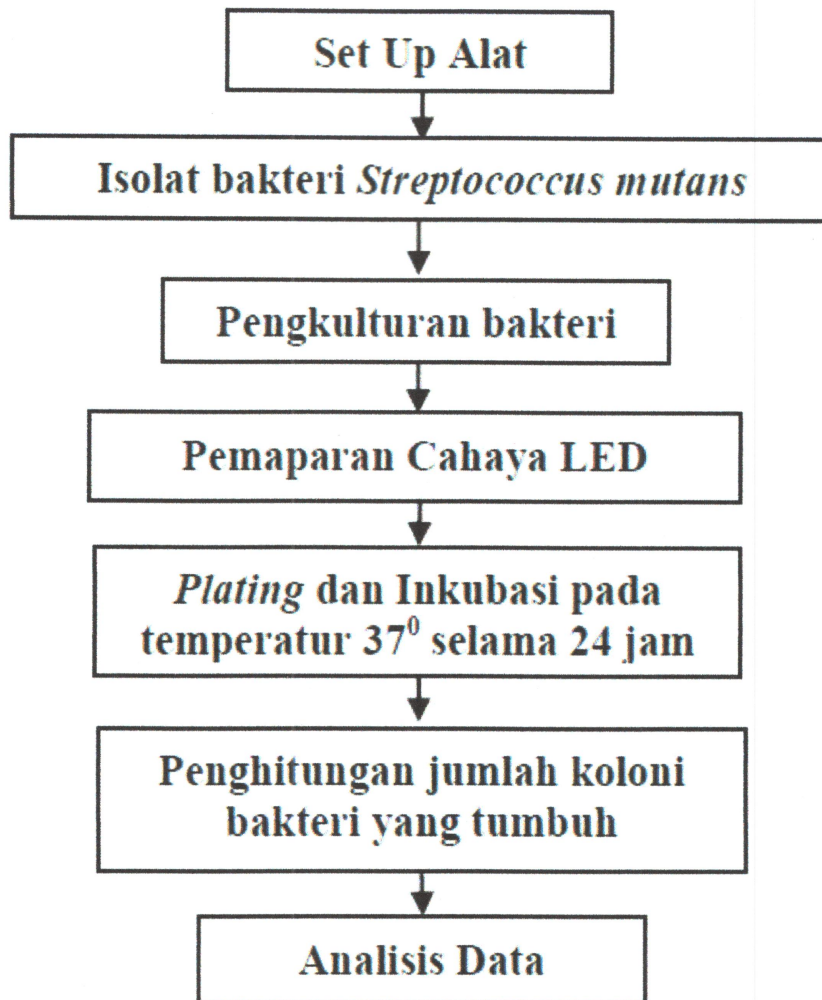 Set Up Alat
Isolat bakteri Streptococcus mutans
Pengkulturan bakteri
Pemaparan Cahaya LED
Plating dan Inkubasi pada
temperatur 37⁰ selama 24 jam
Penghitungan jumlah koloni
bakteri yang tumbuh
Analisis Data